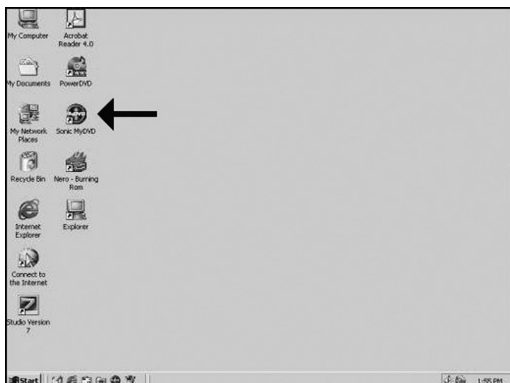 My Computer
Acrobat
Reader 4.0
My Documents
PowerDVD
My Network
Places
Sonic MyDVD
Recycle Bin
Nero - Burning
Rom
Internet
Explorer
Explorer
Connect to
the Internet
Studio Version
7
Start
1:55 PM